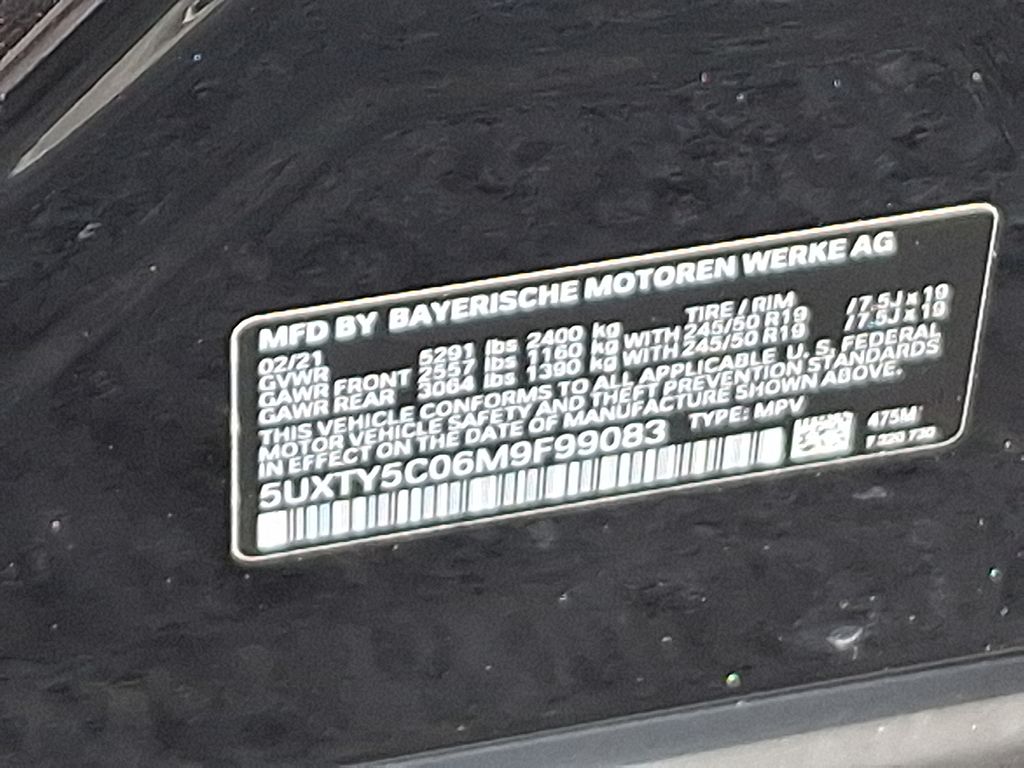 MFD BY BAYERISCHE MOTOREN WERKE AG
02/21 TIRE / RIM
GVWR 5291 lbs 2400 kg
GAWR FRONT 2557 lbs 1160 kg WITH 245/50 R19 /7.5J x 19
GAWR REAR 3064 lbs 1390 kg WITH 245/50 R19 /7.5J x 19
THIS VEHICLE CONFORMS TO ALL APPLICABLE U. S. FEDERAL
MOTOR VEHICLE SAFETY AND THEFT PREVENTION STANDARDS
IN EFFECT ON THE DATE OF MANUFACTURE SHOWN ABOVE.
5UXTY5C06M9F99083 TYPE: MPV
475M